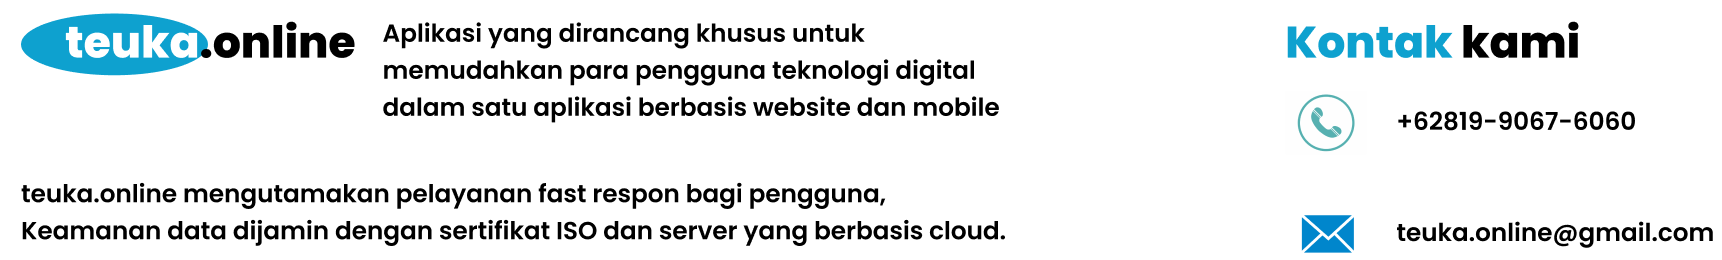 teuka.online
Aplikasi yang dirancang khusus untuk
memudahkan para pengguna teknologi digital
dalam satu aplikasi berbasis website dan mobile
teuka.online mengutamakan pelayanan fast respon bagi pengguna,
Keamanan data dijamin dengan sertifikat ISO dan server yang berbasis cloud.
Kontak kami
+62819-9067-6060
teuka.online@gmail.com